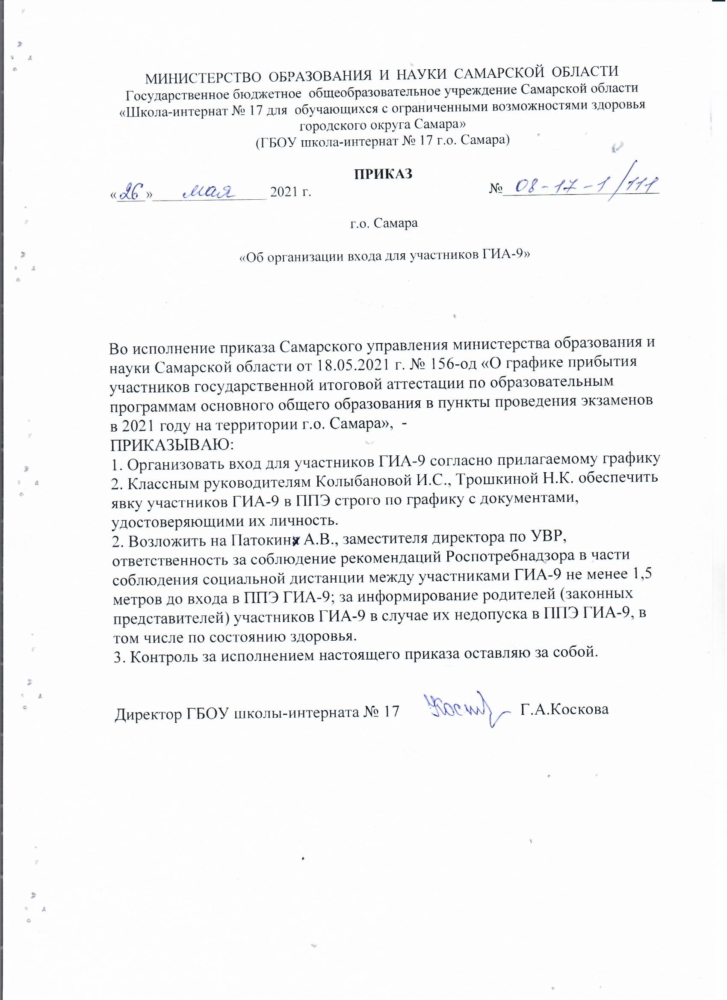 МИНИСТЕРСТВО ОБРАЗОВАНИЯ И НАУКИ САМАРСКОЙ ОБЛАСТИ
Государственное бюджетное общеобразовательное учреждение Самарской области
«Школа-интернат № 17 для обучающихся с ограниченными возможностями здоровья
городского округа Самара»
(ГБОУ школа-интернат № 17 г.о. Самара)
ПРИКАЗ
«26» мая 2021 г. № 08-17-1/111
г.о. Самара
«Об организации входа для участников ГИА-9»
Во исполнение приказа Самарского управления министерства образования и
науки Самарской области от 18.05.2021 г. № 156-од «О графике прибытия
участников государственной итоговой аттестации по образовательным
программам основного общего образования в пункты проведения экзаменов
в 2021 году на территории г.о. Самара», -
ПРИКАЗЫВАЮ:
1. Организовать вход для участников ГИА-9 согласно прилагаемому графику
2. Классным руководителям Колыбановой И.С., Трошкиной Н.К. обеспечить
явку участников ГИА-9 в ППЭ строго по графику с документами,
удостоверяющими их личность.
2. Возложить на А.В., заместителя директора по УВР,
ответственность за соблюдение рекомендаций Роспотребнадзора в части
соблюдения социальной дистанции между участниками ГИА-9 не менее 1,5
метров до входа в ППЭ ГИА-9; за информирование родителей (законных
представителей) участников ГИА-9 в случае их недопуска в ППЭ ГИА-9, в
том числе по состоянию здоровья.
3. Контроль за исполнением настоящего приказа оставляю за собой.
Директор ГБОУ школы-интерната № 17 Г.А.Коскова